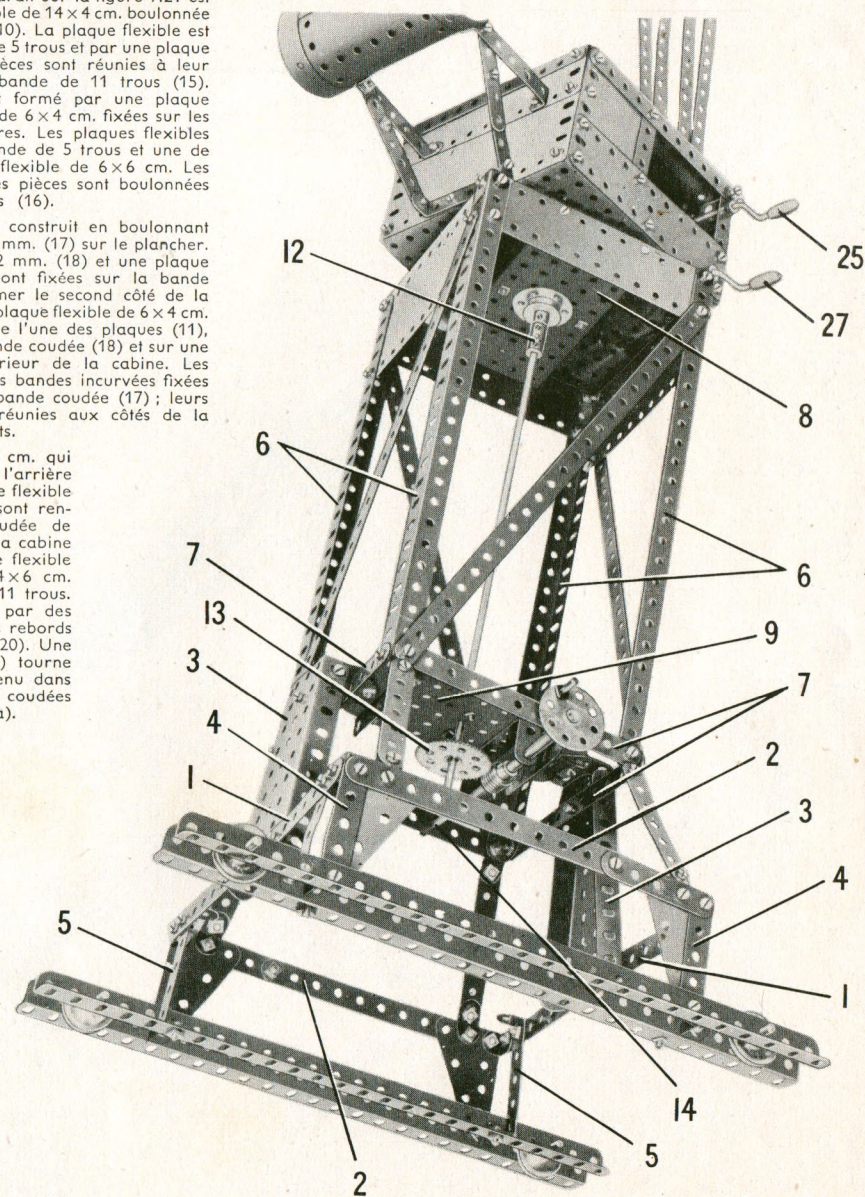 ble de 14×4 cm. boulonnée
10). La plaque flexible est
e 5 trous et par une plaque
èces sont réunies à leur
bande de 11 trous (15).
formé par une plaque
de 6×4 cm. fixées sur les
res. Les plaques flexibles
nde de 5 trous et une de
flexible de 6×6 cm. Les
es pièces sont boulonnées
s (16).
construit en boulonnant
mm. (17) sur le plancher.
2 mm. (18) et une plaque
ont fixées sur la bande
ner le second côté de la
plaque flexible de 6×4 cm.
e l'une des plaques (11),
nde coudée (18) et sur une
rieur de la cabine. Les
s bandes incurvées fixées
bande coudée (17) ; leurs
réunies aux côtés de la
ts.
cm. qui
l'arrière
e flexible
sont ren-
udée de
a cabine
e flexible
4×6 cm.
11 trous.
par des
rebords
20). Une
) tourne
enu dans
coudées
a).
25
12
27
8
6
6
7
13
9
3
7
4
2
1
3
4
5
1
14
5
2